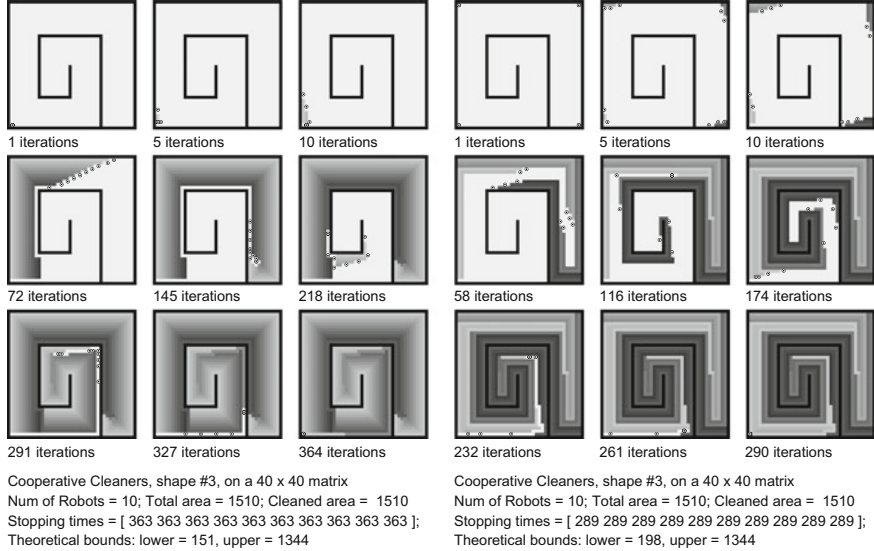 1 iterations
5 iterations
10 iterations
72 iterations
145 iterations
218 iterations
291 iterations
327 iterations
364 iterations
Cooperative Cleaners, shape #3, on a 40 x 40 matrix
Num of Robots = 10; Total area = 1510; Cleaned area = 1510
Stopping times = [ 363 363 363 363 363 363 363 363 363 363 ];
Theoretical bounds: lower = 151, upper = 1344
1 iterations
5 iterations
10 iterations
58 iterations
116 iterations
174 iterations
232 iterations
261 iterations
290 iterations
Cooperative Cleaners, shape #3, on a 40 x 40 matrix
Num of Robots = 10; Total area = 1510; Cleaned area = 1510
Stopping times = [ 289 289 289 289 289 289 289 289 289 289 ];
Theoretical bounds: lower = 198, upper = 1344